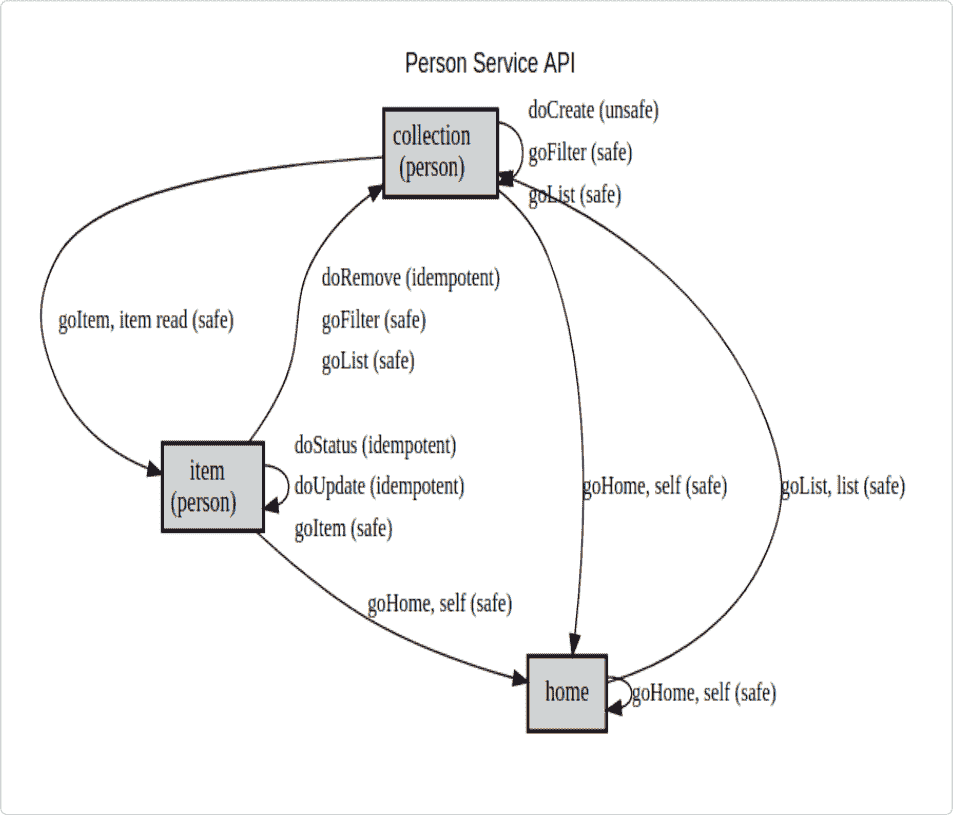 Person Service API
collection
(person)
doCreate (unsafe)
goFilter (safe)
goList (safe)
doRemove (idempotent)
goFilter (safe)
goList (safe)
goItem, item read (safe)
item
(person)
doStatus (idempotent)
doUpdate (idempotent)
goItem (safe)
goHome, self (safe)
goList, list (safe)
goHome, self (safe)
home
goHome, self (safe)